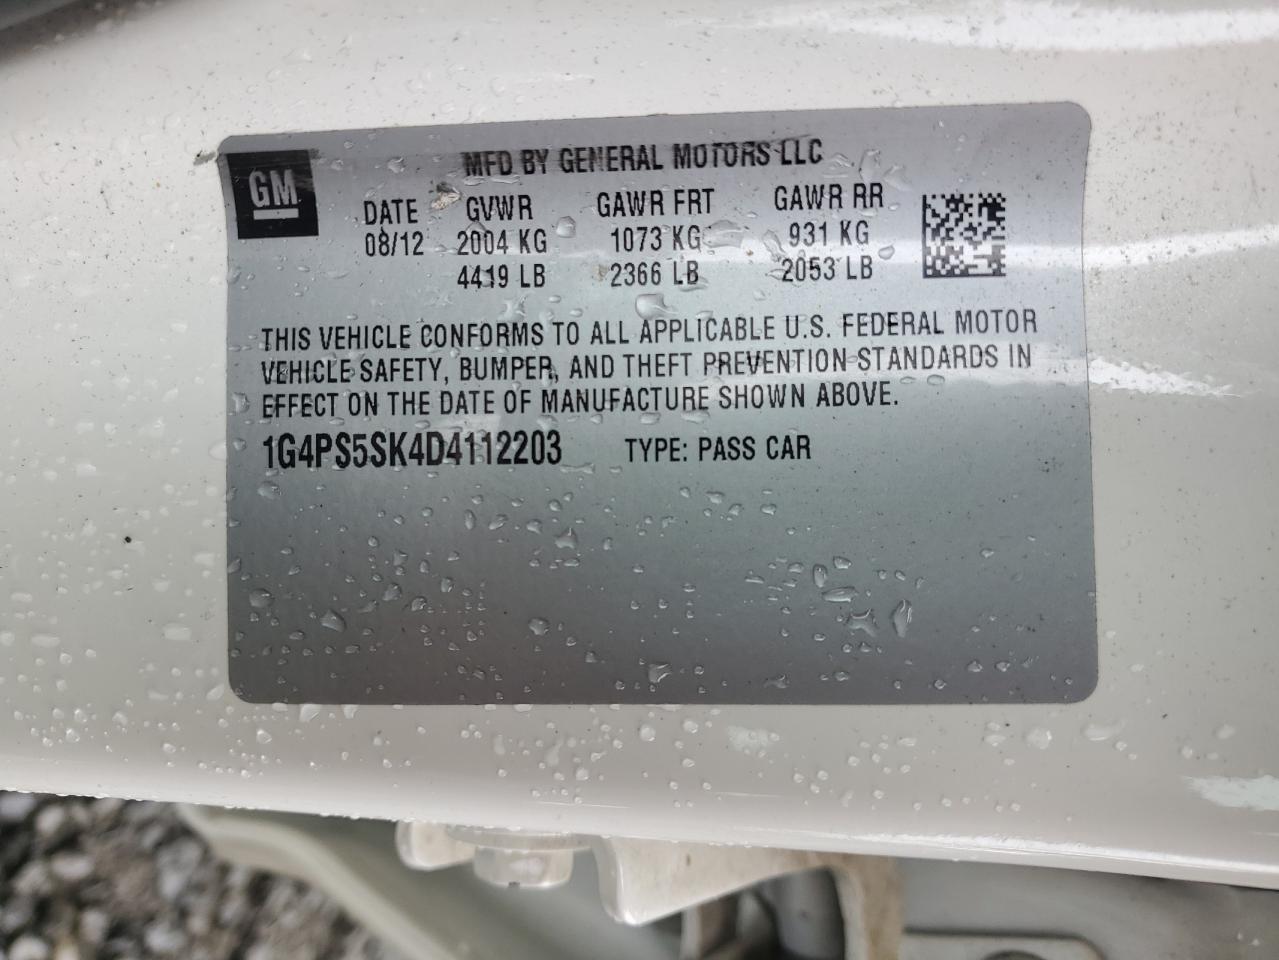 GM
MFD BY GENERAL MOTORS LLC
DATE GVWR GAWR FRT GAWR RR
08/12 2004 KG 1073 KG 931 KG
4419 LB 2366 LB 2053 LB
THIS VEHICLE CONFORMS TO ALL APPLICABLE U.S. FEDERAL MOTOR
VEHICLE SAFETY, BUMPER, AND THEFT PREVENTION STANDARDS IN
EFFECT ON THE DATE OF MANUFACTURE SHOWN ABOVE.
1G4PS5SK4D4112203 TYPE: PASS CAR